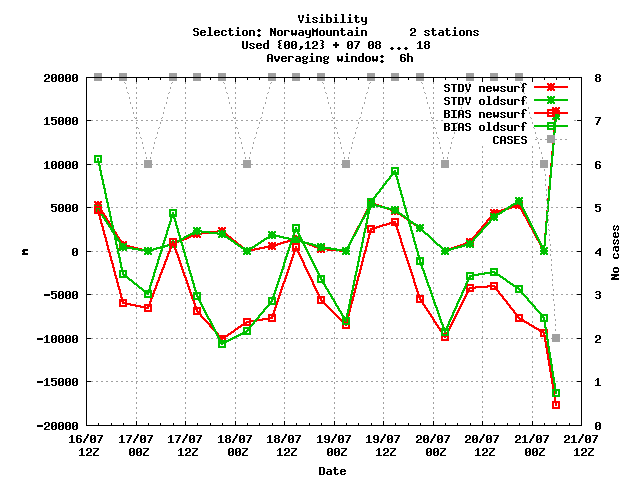 Visibility
Selection: NorwayMountain 2 stations
Used {00,12} + 07 08 ... 18
Averaging window: 6h
20000
15000
10000
5000
0
-5000
-10000
-15000
-20000
m
8
7
6
5
4
3
2
1
0
No cases
STDV newsurf
STDV oldsurf
BIAS newsurf
BIAS oldsurf
CASES
16/07 17/07 17/07 18/07 18/07 19/07 19/07 20/07 20/07 21/07 21/07
12Z 00Z 12Z 00Z 12Z 00Z 12Z 00Z 12Z 00Z 12Z
Date